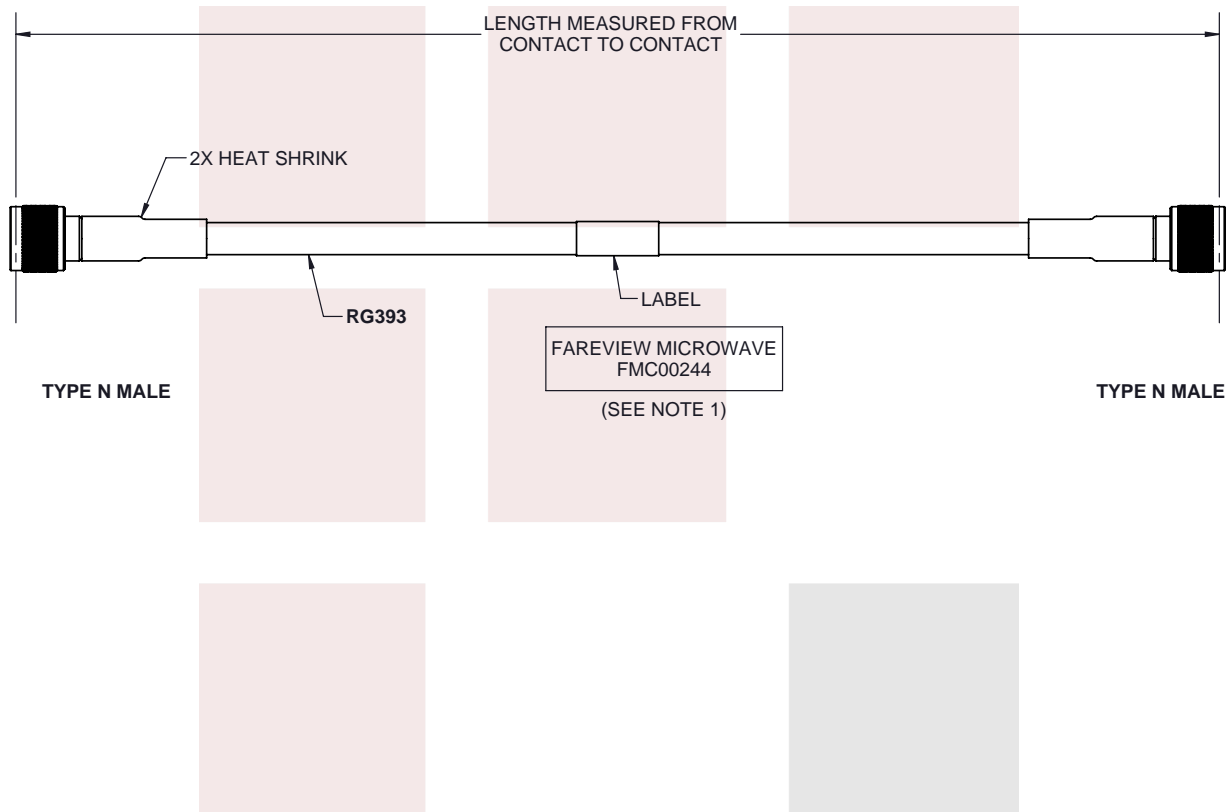 LENGTH MEASURED FROM
CONTACT TO CONTACT
2X HEAT SHRINK
LABEL
RG393
FAREVIEW MICROWAVE
FMC00244
(SEE NOTE 1)
TYPE N MALE
TYPE N MALE